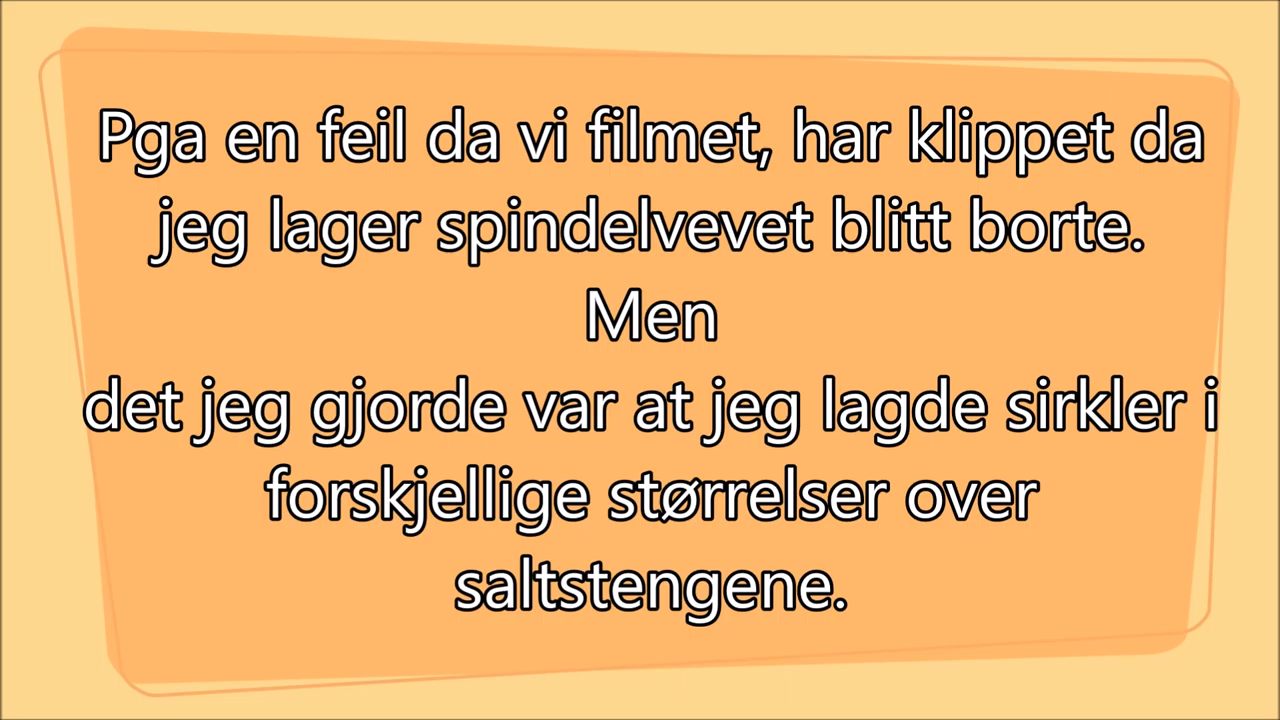 Pga en feil da vi filmet, har klippet da
jeg lager spindelvevet blitt borte.
Men
det jeg gjorde var at jeg lagde sirkler i
forskjellige størrelser over
saltstengene.